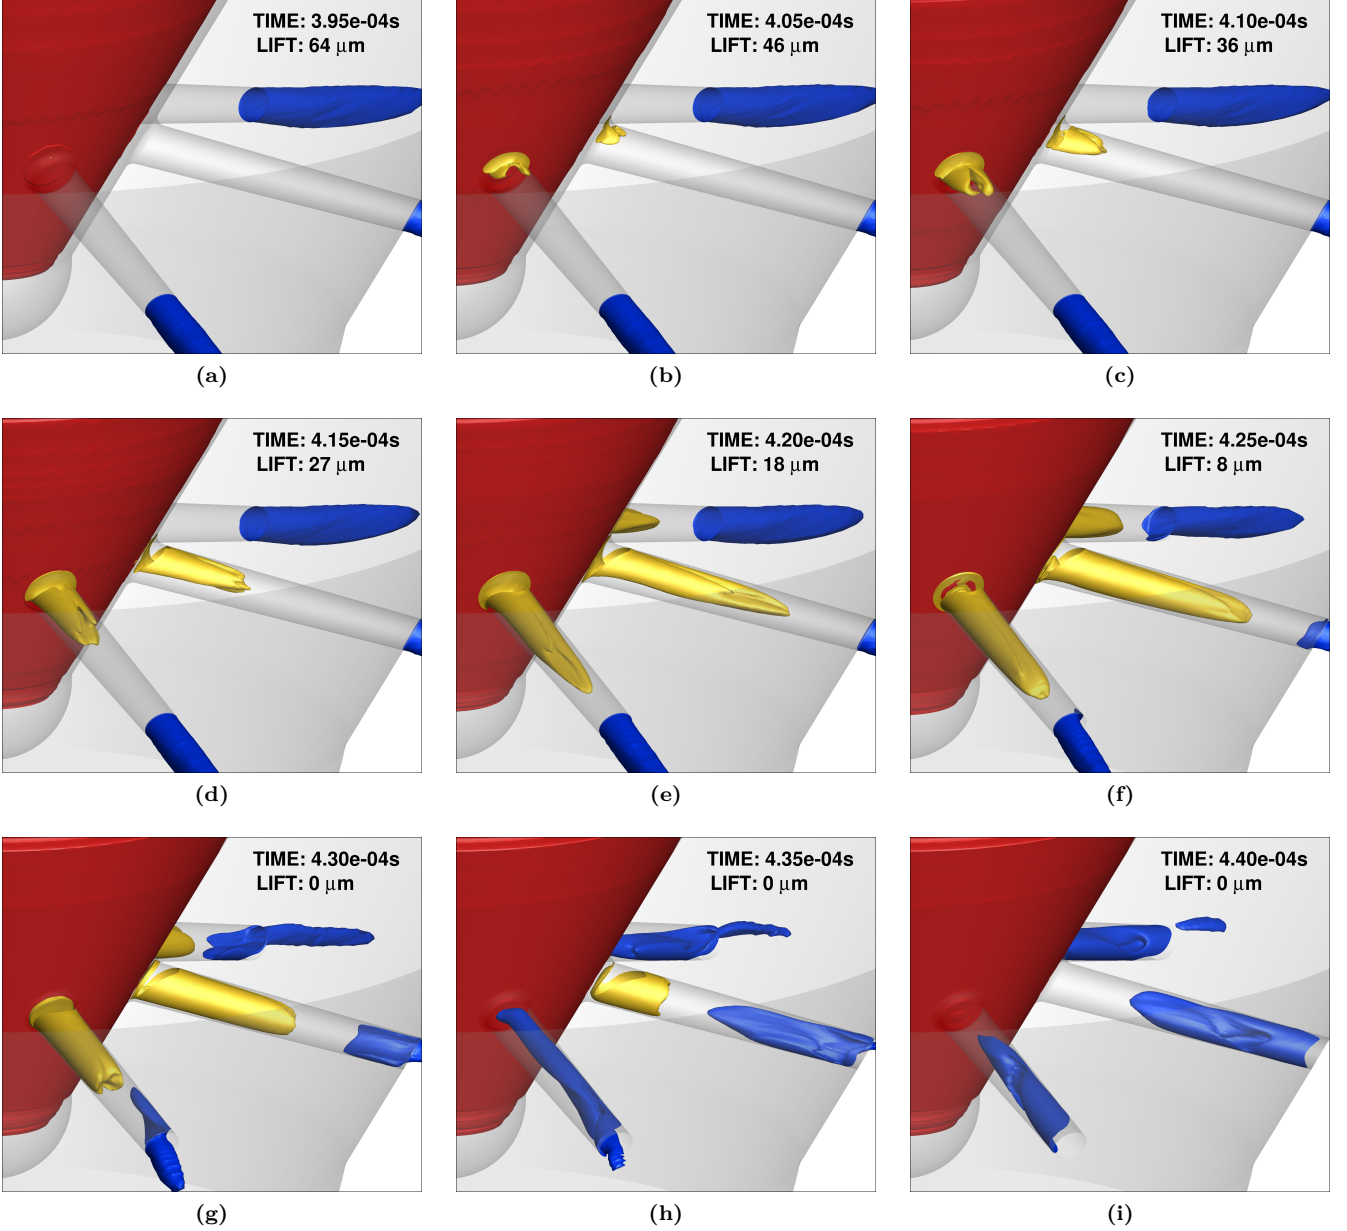 TIME: 3.95e-04s
LIFT: 64 μm
(a)
TIME: 4.05e-04s
LIFT: 46 μm
(b)
TIME: 4.10e-04s
LIFT: 36 μm
(c)
TIME: 4.15e-04s
LIFT: 27 μm
(d)
TIME: 4.20e-04s
LIFT: 18 μm
(e)
TIME: 4.25e-04s
LIFT: 8 μm
(f)
TIME: 4.30e-04s
LIFT: 0 μm
(g)
TIME: 4.35e-04s
LIFT: 0 μm
(h)
TIME: 4.40e-04s
LIFT: 0 μm
(i)